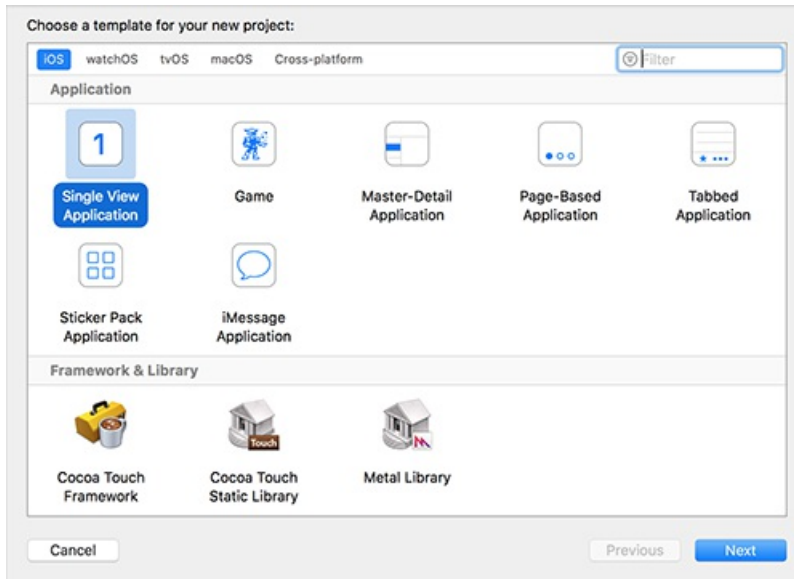 Choose a template for your new project:
iOS watchOS tvOS macOS Cross-platform Filter
Application
1
Single View Game Master-Detail Page-Based Tabbed
Application Application Application Application
Sticker Pack iMessage
Application Application
Framework & Library
Touch
Cocoa Touch Cocoa Touch Metal Library
Framework Static Library
Cancel Previous Next